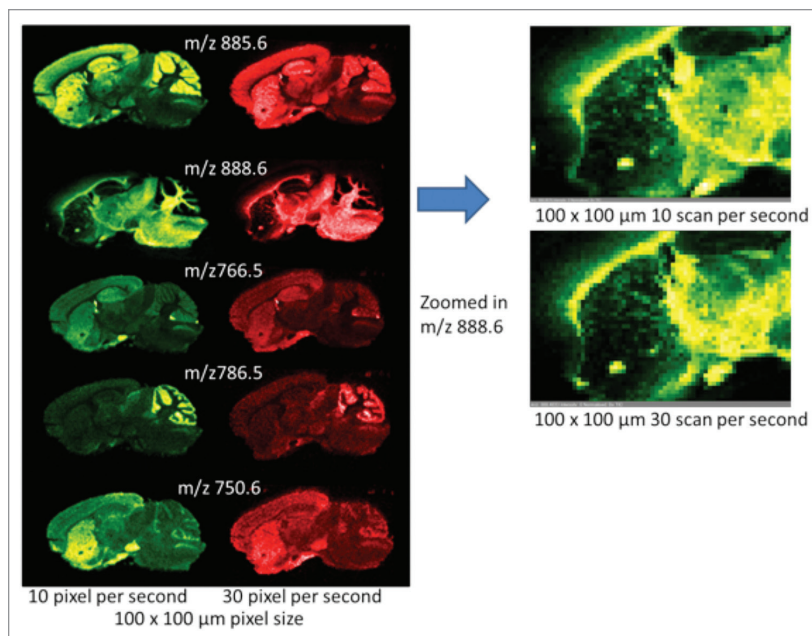 m/z 885.6
m/z 888.6
m/z766.5
m/z786.5
m/z 750.6
10 pixel per second
30 pixel per second
100 x 100 µm pixel size
Zoomed in
m/z 888.6
100 x 100 µm 10 scan per second
100 x 100 µm 30 scan per second